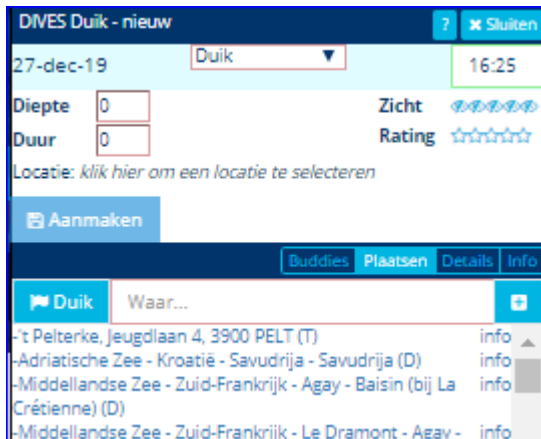 DIVES Duik - nieuw ? × Sluiten
27-dec-19 Duik ▼ 16:25
Diepte 0 Zicht
Duur 0 Rating
Locatie: klik hier om een locatie te selecteren
Aanmaken
Buddies Plaatsen Details Info
Duik Waar... +
-'t Pelterke, Jeugdlaan 4, 3900 PELT (T) info
-Adriatische Zee - Kroatië - Savudrija - Savudrija (D) info
-Middellandse Zee - Zuid-Frankrijk - Agay - Baisin (bij La info
Crétienne) (D)
-Middellandse Zee - Zuid-Frankrijk - Le Dramont - Agay - info